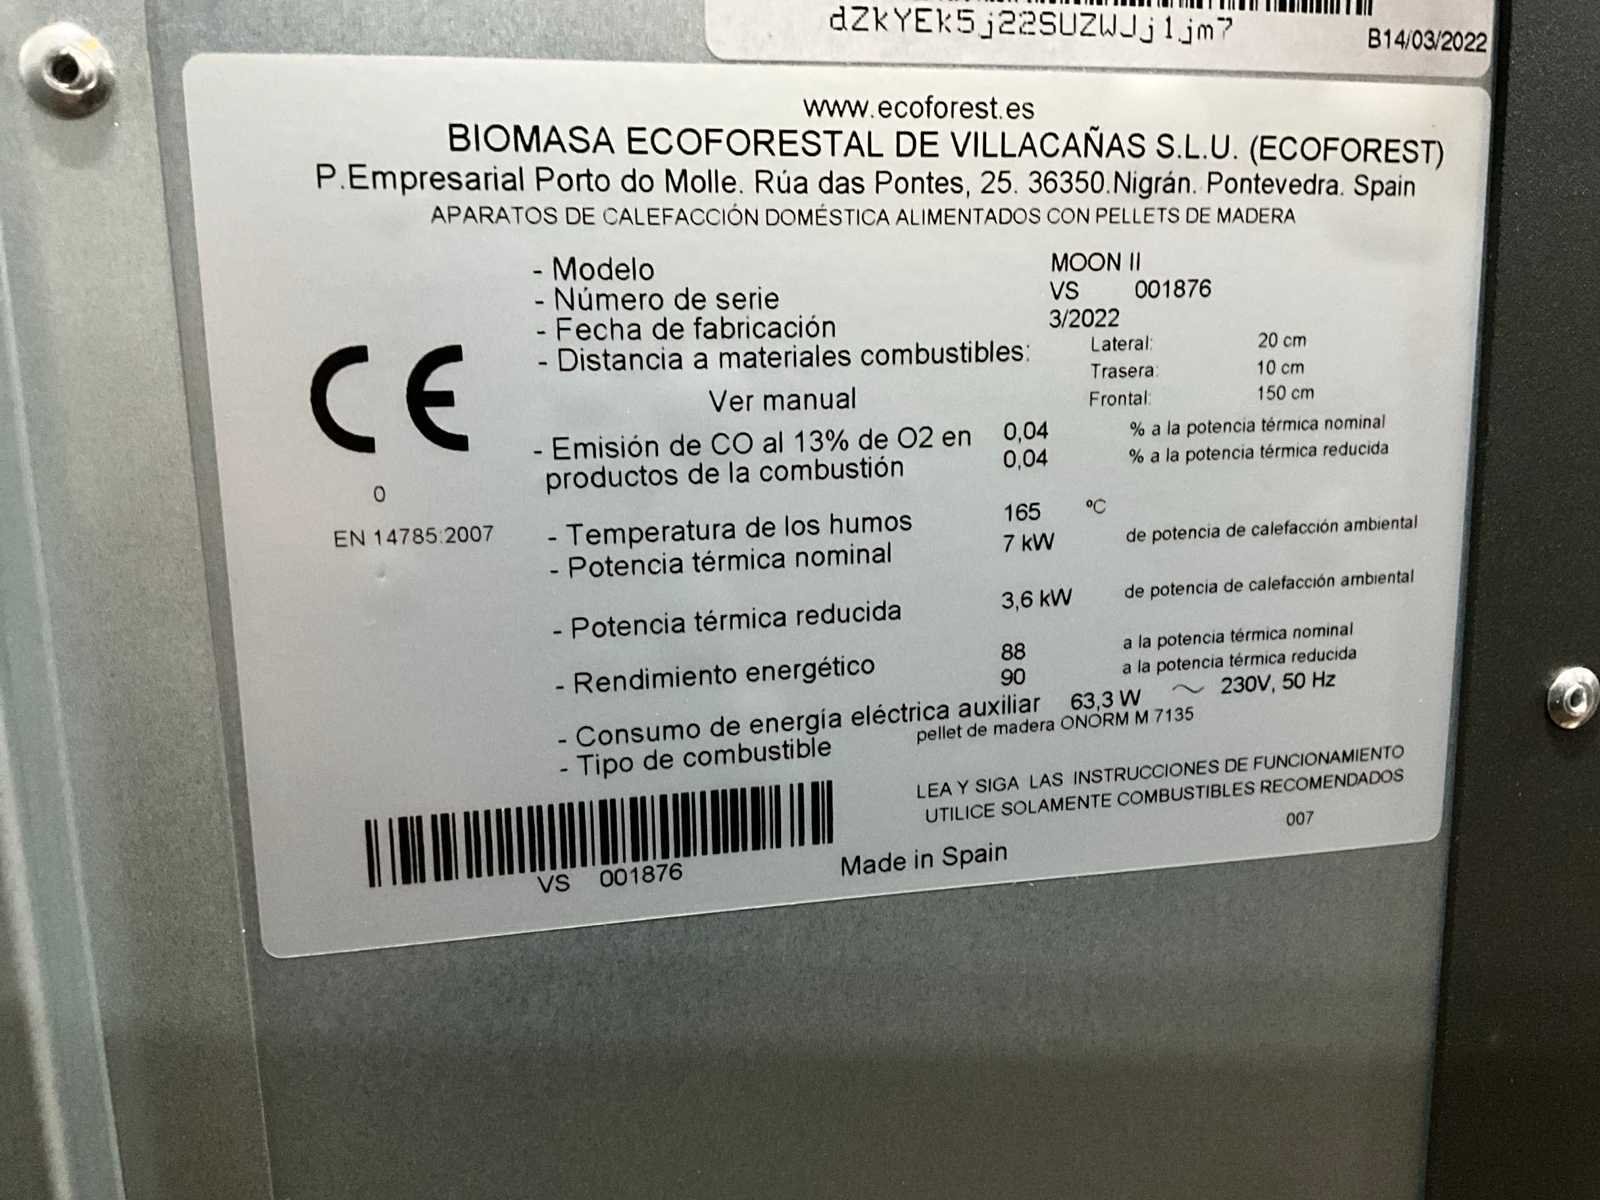 dZkYEk5j22SUZWJj1jm7
B14/03/2022
www.ecoforest.es
BIOMASA ECOFORESTAL DE VILLACAÑAS S.L.U. (ECOFOREST)
P.Empresarial Porto do Molle. Rúa das Pontes, 25. 36350.Nigrán. Pontevedra. Spain
APARATOS DE CALEFACCIÓN DOMÉSTICA ALIMENTADOS CON PELLETS DE MADERA
- Modelo MOON II
- Número de serie VS 001876
- Fecha de fabricación 3/2022
- Distancia a materiales combustibles: Lateral: 20 cm
Trasera: 10 cm
Ver manual Frontal: 150 cm
CE
0
EN 14785:2007
- Emisión de CO al 13% de O2 en 0,04 % a la potencia térmica nominal
productos de la combustión 0,04 % a la potencia térmica reducida
- Temperatura de los humos 165 ºC
- Potencia térmica nominal 7 kW de potencia de calefacción ambiental
- Potencia térmica reducida 3,6 kW de potencia de calefacción ambiental
- Rendimiento energético 88 a la potencia térmica nominal
90 a la potencia térmica reducida
- Consumo de energía eléctrica auxiliar 63,3 W ~ 230V, 50 Hz
- Tipo de combustible pellet de madera ONORM M 7135
LEA Y SIGA LAS INSTRUCCIONES DE FUNCIONAMIENTO
UTILICE SOLAMENTE COMBUSTIBLES RECOMENDADOS
007
VS 001876
Made in Spain